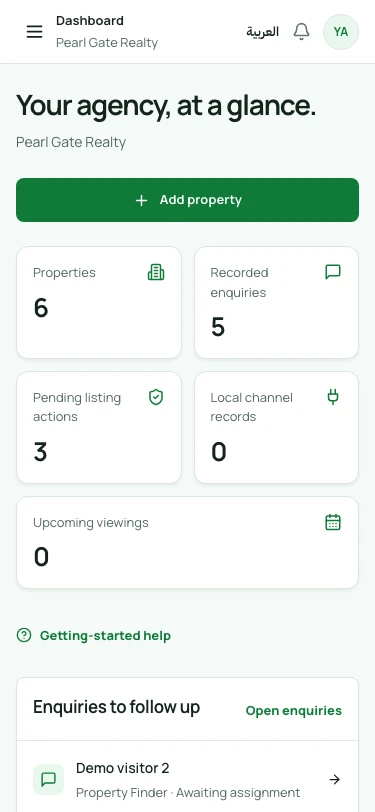 Dashboard
Pearl Gate Realty
العربية
YA
Your agency, at a glance.
Pearl Gate Realty
Add property
Properties
6
Recorded
enquiries
5
Pending listing
actions
3
Local channel
records
0
Upcoming viewings
0
Getting-started help
Enquiries to follow up
Open enquiries
Demo visitor 2
Property Finder · Awaiting assignment